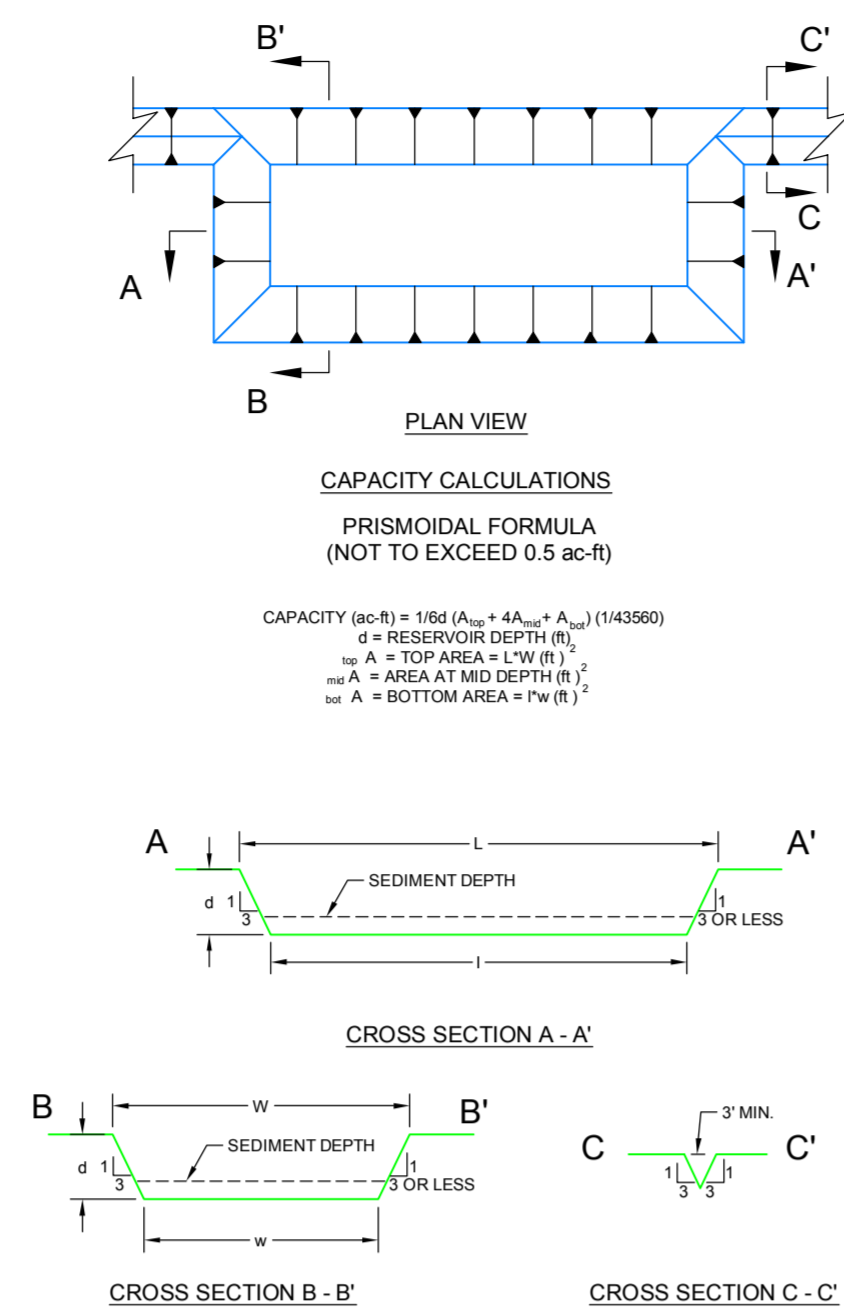 B'
C'
C
A
A'
B
PLAN VIEW
CAPACITY CALCULATIONS
PRISMOIDAL FORMULA
(NOT TO EXCEED 0.5 ac-ft)
CAPACITY (ac-ft) = 1/6d (A_top + 4A_mid + A_bot) (1/43560)
d = RESERVOIR DEPTH (ft)
top A = TOP AREA = L*W (ft )2
mid A = AREA AT MID DEPTH (ft )2
bot A = BOTTOM AREA = l*w (ft )2
A
L
A'
SEDIMENT DEPTH
d 1
3
1
3 OR LESS
l
CROSS SECTION A - A'
B
W
B'
SEDIMENT DEPTH
d 1
3
1
3 OR LESS
w
CROSS SECTION B - B'
3' MIN.
C
C'
1
3
3
1
CROSS SECTION C - C'